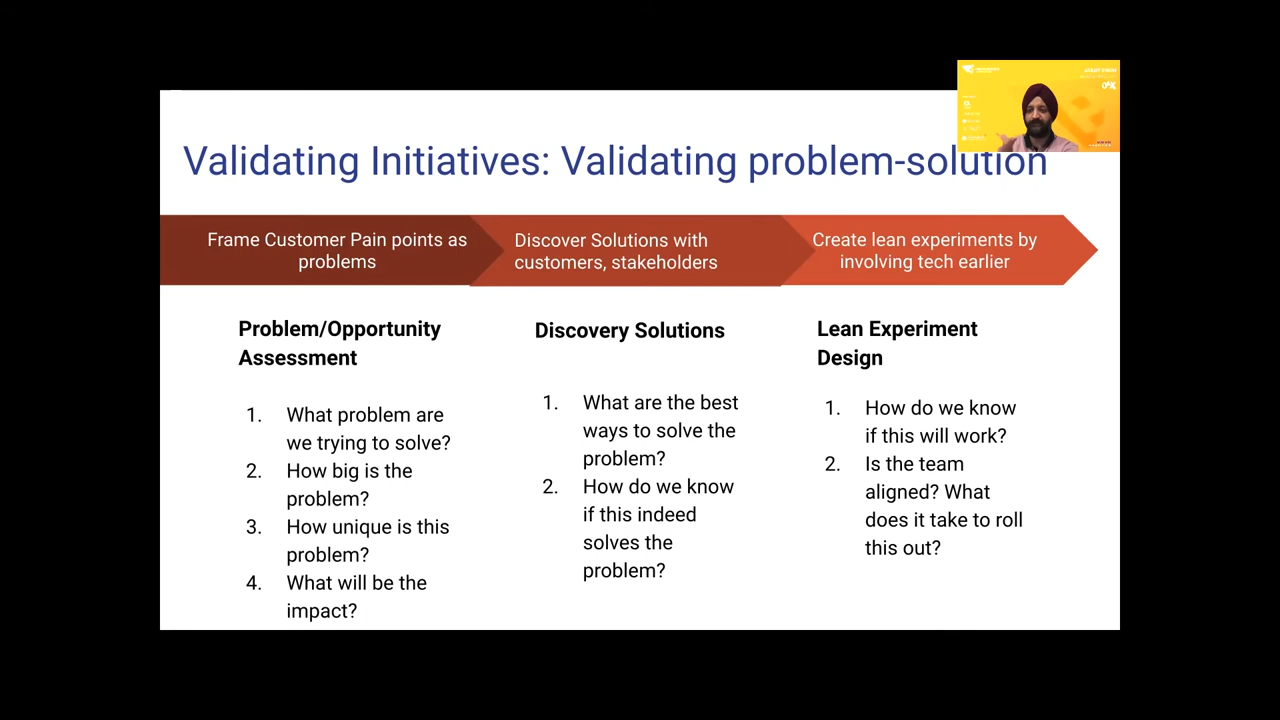 Validating Initiatives: Validating problem-solution
Frame Customer Pain points as
problems
Discover Solutions with
customers, stakeholders
Create lean experiments by
involving tech earlier
Problem/Opportunity
Assessment
1. What problem are
we trying to solve?
2. How big is the
problem?
3. How unique is this
problem?
4. What will be the
impact?
Discovery Solutions
1. What are the best
ways to solve the
problem?
2. How do we know
if this indeed
solves the
problem?
Lean Experiment
Design
1. How do we know
if this will work?
2. Is the team
aligned? What
does it take to roll
this out?